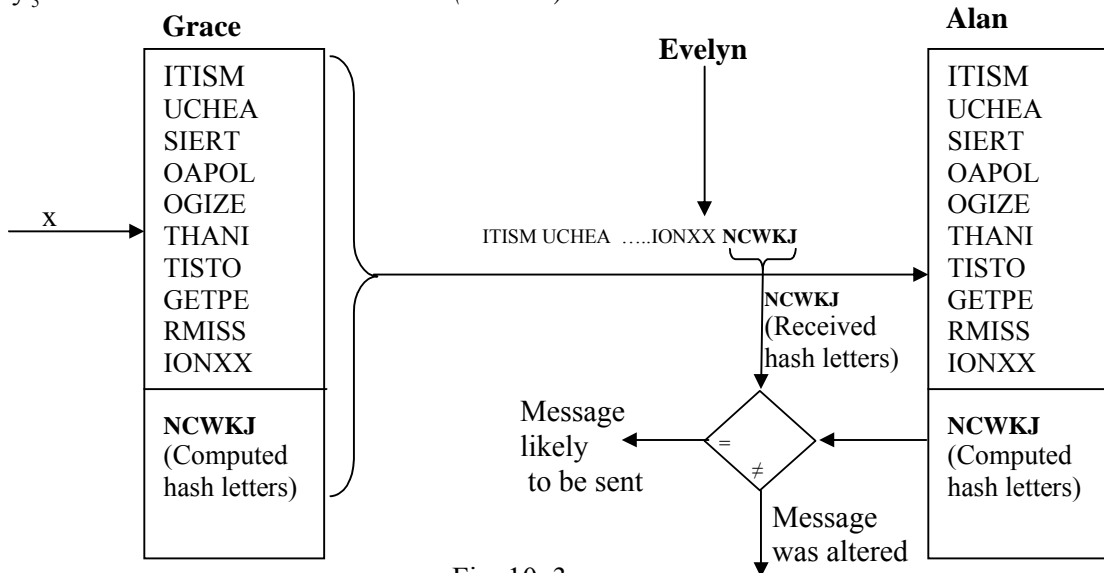 Grace
ITISM
UCHEA
SIERT
OAPOL
OGIZE
THANI
TISTO
GETPE
RMISS
IONXX
NCWKJ
(Computed
hash letters)
x
Evelyn
ITISM UCHEA …..IONXX NCWKJ
NCWKJ
(Received
hash letters)
=
≠
Message
likely
to be sent
Message
was altered
Alan
ITISM
UCHEA
SIERT
OAPOL
OGIZE
THANI
TISTO
GETPE
RMISS
IONXX
NCWKJ
(Computed
hash letters)